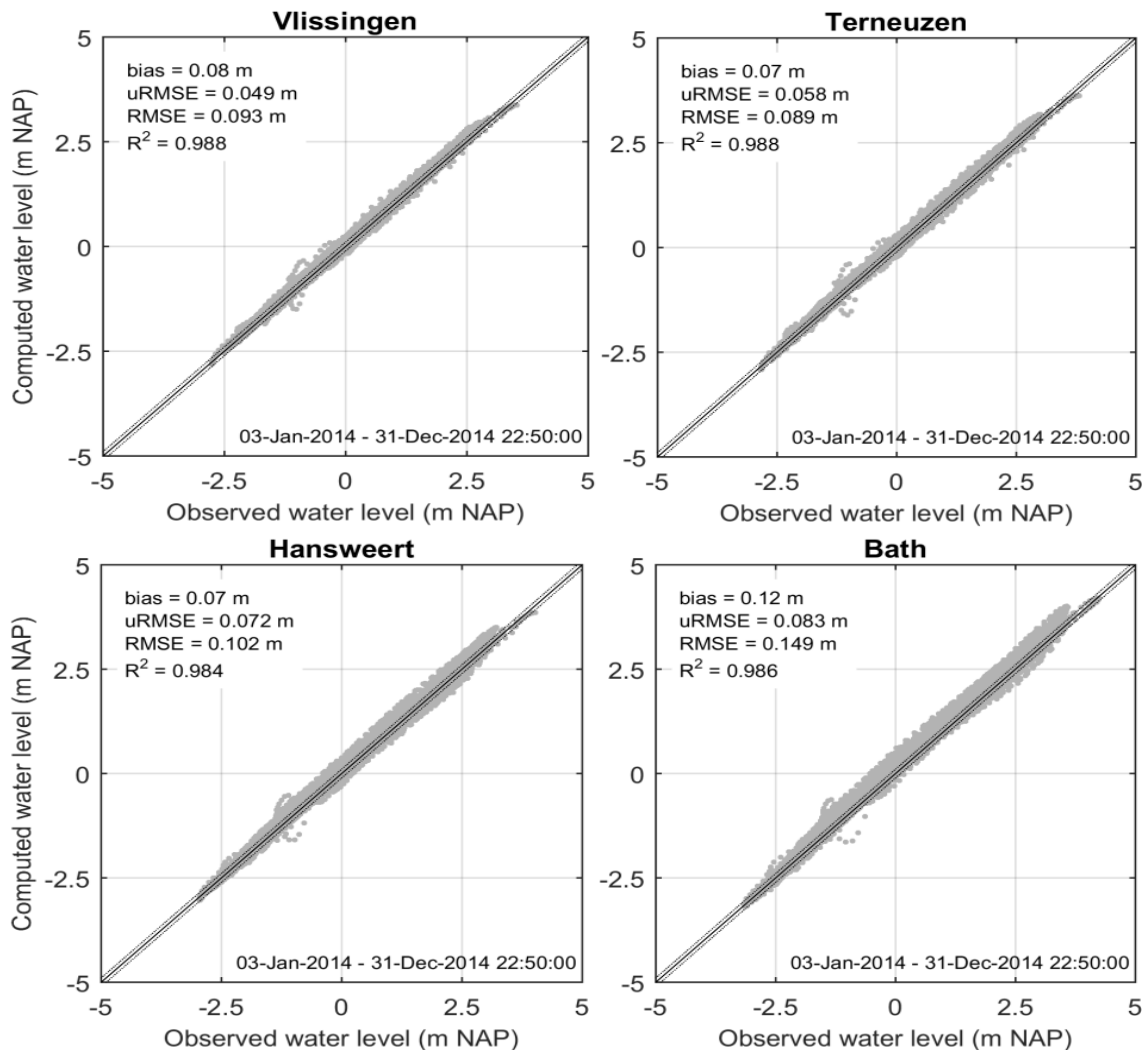 Vlissingen
bias = 0.08 m
uRMSE = 0.049 m
RMSE = 0.093 m
R² = 0.988
5
2.5
0
-2.5
-5
Computed water level (m NAP)
03-Jan-2014 - 31-Dec-2014 22:50:00
-5 -2.5 0 2.5 5
Observed water level (m NAP)
Terneuzen
bias = 0.07 m
uRMSE = 0.058 m
RMSE = 0.089 m
R² = 0.988
5
2.5
0
-2.5
-5
03-Jan-2014 - 31-Dec-2014 22:50:00
-5 -2.5 0 2.5 5
Observed water level (m NAP)
Hansweert
bias = 0.07 m
uRMSE = 0.072 m
RMSE = 0.102 m
R² = 0.984
5
2.5
0
-2.5
-5
Computed water level (m NAP)
03-Jan-2014 - 31-Dec-2014 22:50:00
-5 -2.5 0 2.5 5
Observed water level (m NAP)
Bath
bias = 0.12 m
uRMSE = 0.083 m
RMSE = 0.149 m
R² = 0.986
5
2.5
0
-2.5
-5
03-Jan-2014 - 31-Dec-2014 22:50:00
-5 -2.5 0 2.5 5
Observed water level (m NAP)